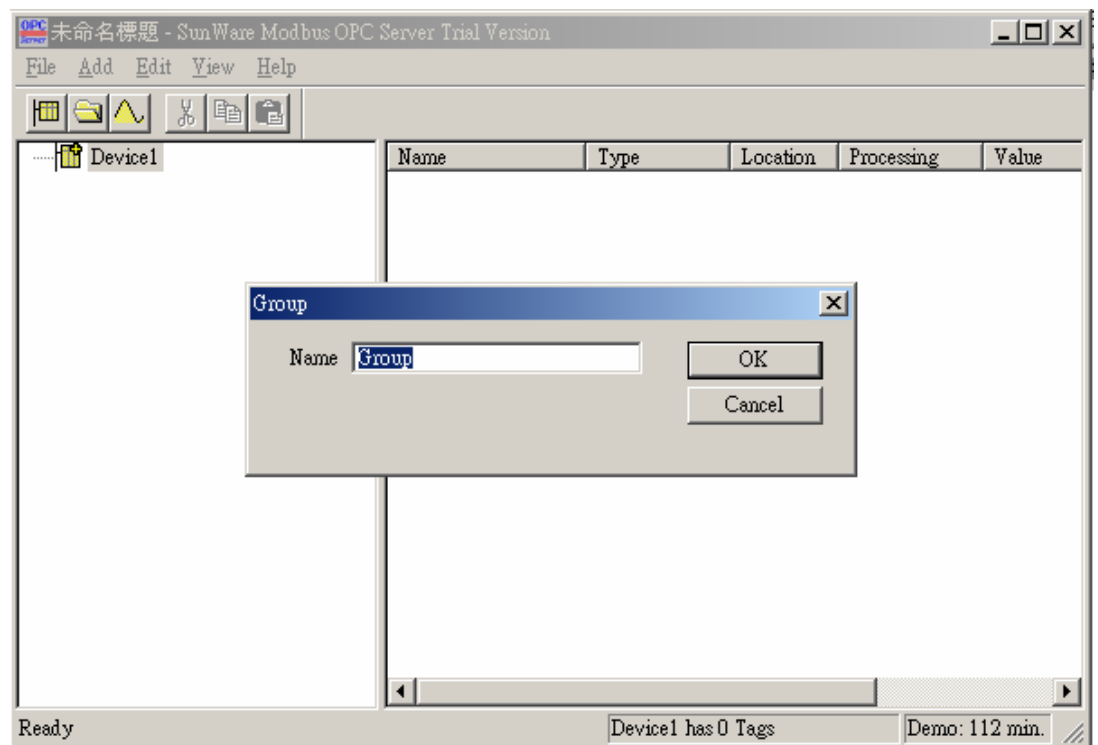 OPC
SERVER
未命名標題 - SunWare Modbus OPC Server Trial Version
File Add Edit View Help
Device1
Name Type Location Processing Value
Group
Name Group
OK
Cancel
Ready
Device1 has 0 Tags
Demo: 112 min.